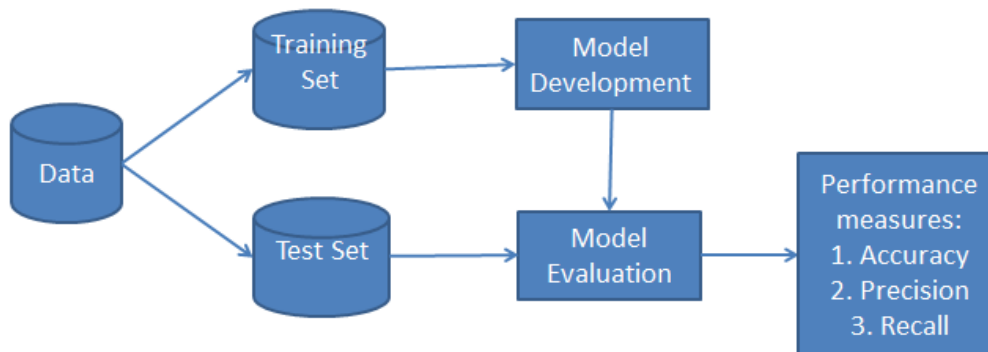 Training
Set
Model
Development
Data
Test Set
Model
Evaluation
Performance
measures:
1. Accuracy
2. Precision
3. Recall